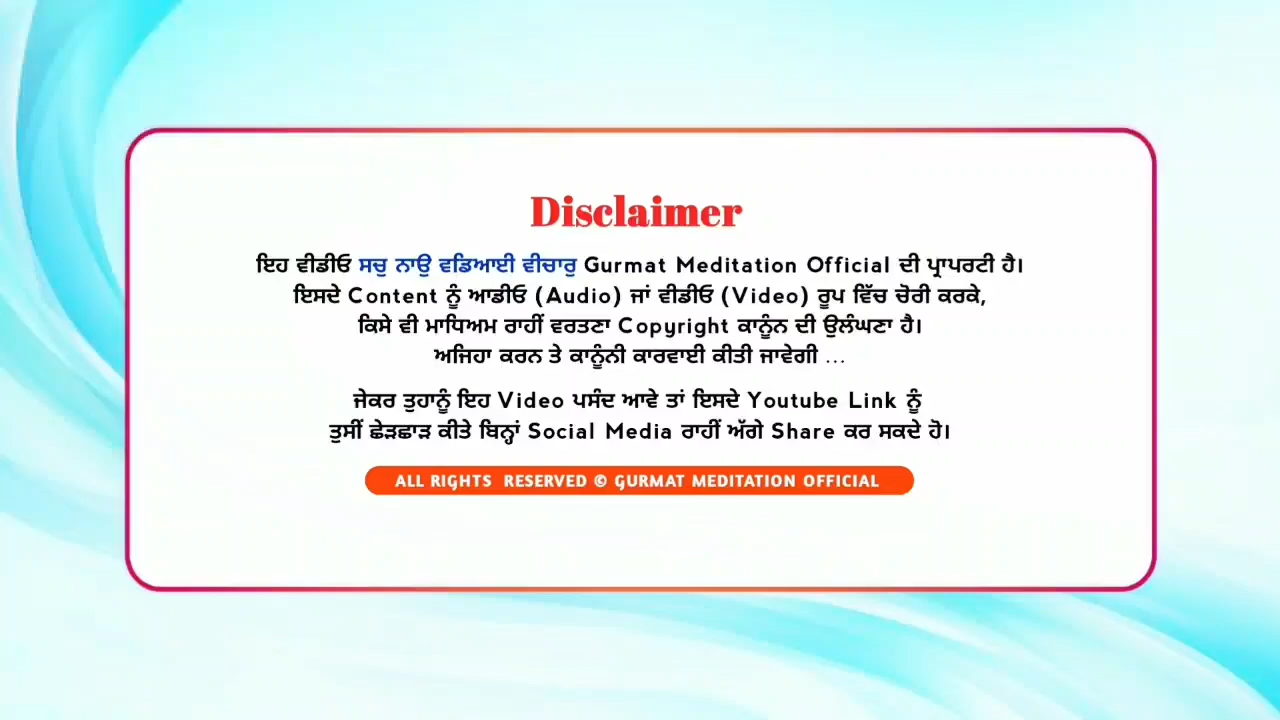 Disclaimer
ਇਹ ਵੀਡੀਓ ਸਚੁ ਨਾਉ ਵਡਿਆਈ ਵੀਚਾਰੁ Gurmat Meditation Official ਦੀ ਪ੍ਰਾਪਰਟੀ ਹੈ।
ਇਸਦੇ Content ਨੂੰ ਆਡੀਓ (Audio) ਜਾਂ ਵੀਡੀਓ (Video) ਰੂਪ ਵਿੱਚ ਚੋਰੀ ਕਰਕੇ,
ਕਿਸੇ ਵੀ ਮਾਧਿਅਮ ਰਾਹੀਂ ਵਰਤਣਾ Copyright ਕਾਨੂੰਨ ਦੀ ਉਲੰਘਣਾ ਹੈ।
ਅਜਿਹਾ ਕਰਨ ਤੇ ਕਾਨੂੰਨੀ ਕਾਰਵਾਈ ਕੀਤੀ ਜਾਵੇਗੀ ...
ਜੇਕਰ ਤੁਹਾਨੂੰ ਇਹ Video ਪਸੰਦ ਆਵੇ ਤਾਂ ਇਸਦੇ Youtube Link ਨੂੰ
ਤੁਸੀਂ ਛੇੜਛਾੜ ਕੀਤੇ ਬਿਨ੍ਹਾਂ Social Media ਰਾਹੀਂ ਅੱਗੇ Share ਕਰ ਸਕਦੇ ਹੋ।
ALL RIGHTS RESERVED © GURMAT MEDITATION OFFICIAL